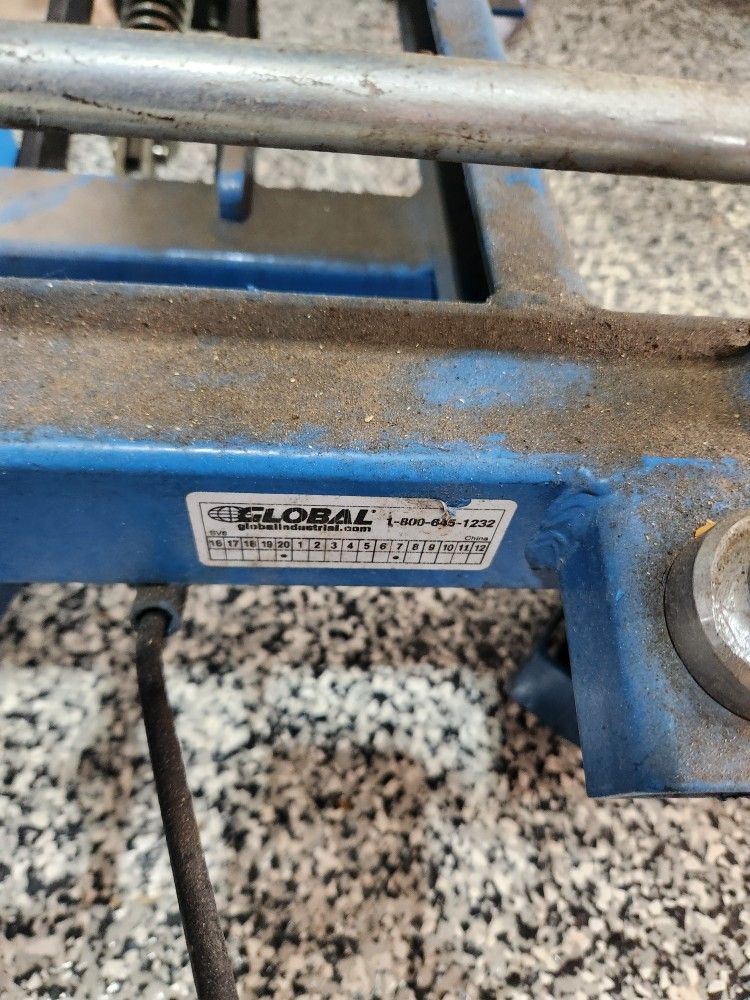 GLOBAL® 1-800-645-1232
globalindustrial.com
SV6 China
16 17 18 19 20 1 2 3 4 5 6 7 8 9 10 11 12